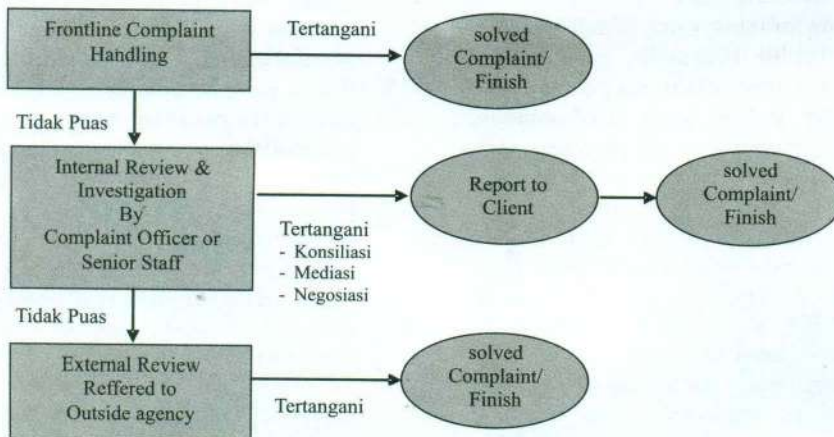 Frontline Complaint
Handling
Tertangani
solved
Complaint/
Finish
Tidak Puas
Internal Review &
Investigation
By
Complaint Officer or
Senior Staff
Tertangani
- Konsiliasi
- Mediasi
- Negosiasi
Report to
Client
solved
Complaint/
Finish
Tidak Puas
External Review
Reffered to
Outside agency
Tertangani
solved
Complaint/
Finish